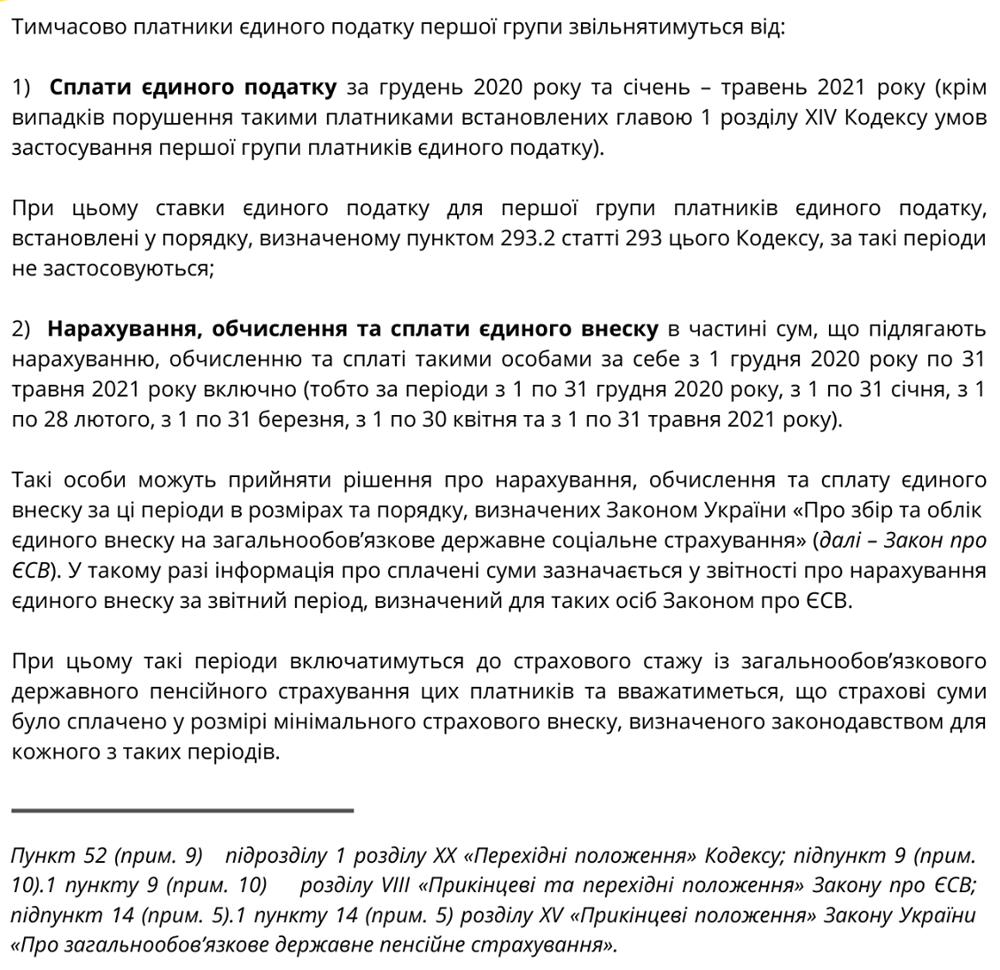 Тимчасово платники єдиного податку першої групи звільнятимуться від:
1) Сплати єдиного податку за грудень 2020 року та січень – травень 2021 року (крім
випадків порушення такими платниками встановлених главою 1 розділу XIV Кодексу умов
застосування першої групи платників єдиного податку).
При цьому ставки єдиного податку для першої групи платників єдиного податку,
встановлені у порядку, визначеному пунктом 293.2 статті 293 цього Кодексу, за такі періоди
не застосовуються;
2) Нарахування, обчислення та сплати єдиного внеску в частині сум, що підлягають
нарахуванню, обчисленню та сплаті такими особами за себе з 1 грудня 2020 року по 31
травня 2021 року включно (тобто за періоди з 1 по 31 грудня 2020 року, з 1 по 31 січня, з 1
по 28 лютого, з 1 по 31 березня, з 1 по 30 квітня та з 1 по 31 травня 2021 року).
Такі особи можуть прийняти рішення про нарахування, обчислення та сплату єдиного
внеску за ці періоди в розмірах та порядку, визначених Законом України «Про збір та облік
єдиного внеску на загальнообов’язкове державне соціальне страхування» (далі – Закон про
ЄСВ). У такому разі інформація про сплачені суми зазначається у звітності про нарахування
єдиного внеску за звітний період, визначений для таких осіб Законом про ЄСВ.
При цьому такі періоди включатимуться до страхового стажу із загальнообов’язкового
державного пенсійного страхування цих платників та вважатиметься, що страхові суми
було сплачено у розмірі мінімального страхового внеску, визначеного законодавством для
кожного з таких періодів.
Пункт 52 (прим. 9) підрозділу 1 розділу XX «Перехідні положення» Кодексу; підпункт 9 (прим.
10).1 пункту 9 (прим. 10) розділу VIII «Прикінцеві та перехідні положення» Закону про ЄСВ;
підпункт 14 (прим. 5).1 пункту 14 (прим. 5) розділу XV «Прикінцеві положення» Закону України
«Про загальнообов’язкове державне пенсійне страхування».